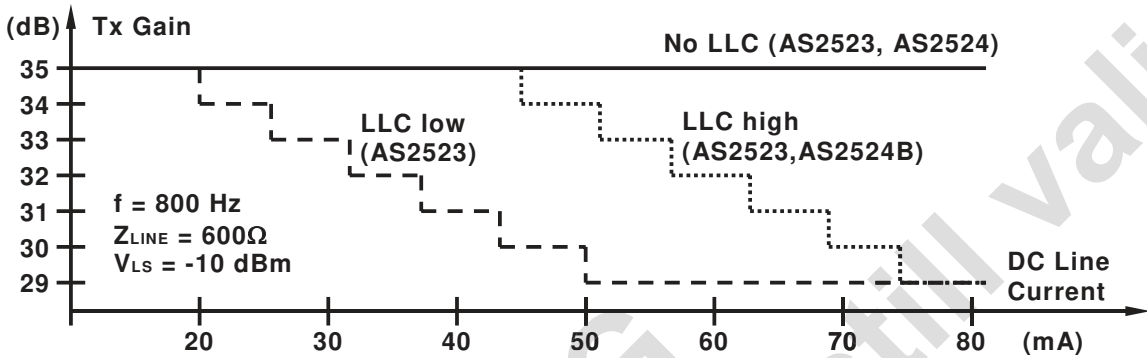 (dB) Tx Gain
No LLC (AS2523, AS2524)
35
34
33
32
31
30
29
LLC low
(AS2523)
LLC high
(AS2523,AS2524B)
f = 800 Hz
ZLINE = 600Ω
VLS = -10 dBm
DC Line
Current
20 30 40 50 60 70 80 (mA)
still vali